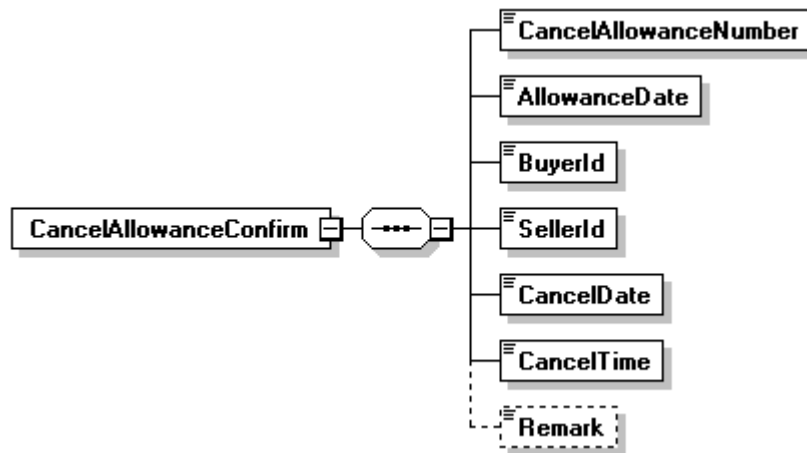 CancelAllowanceNumber
AllowanceDate
BuyerId
CancelAllowanceConfirm
SellerId
CancelDate
CancelTime
Remark